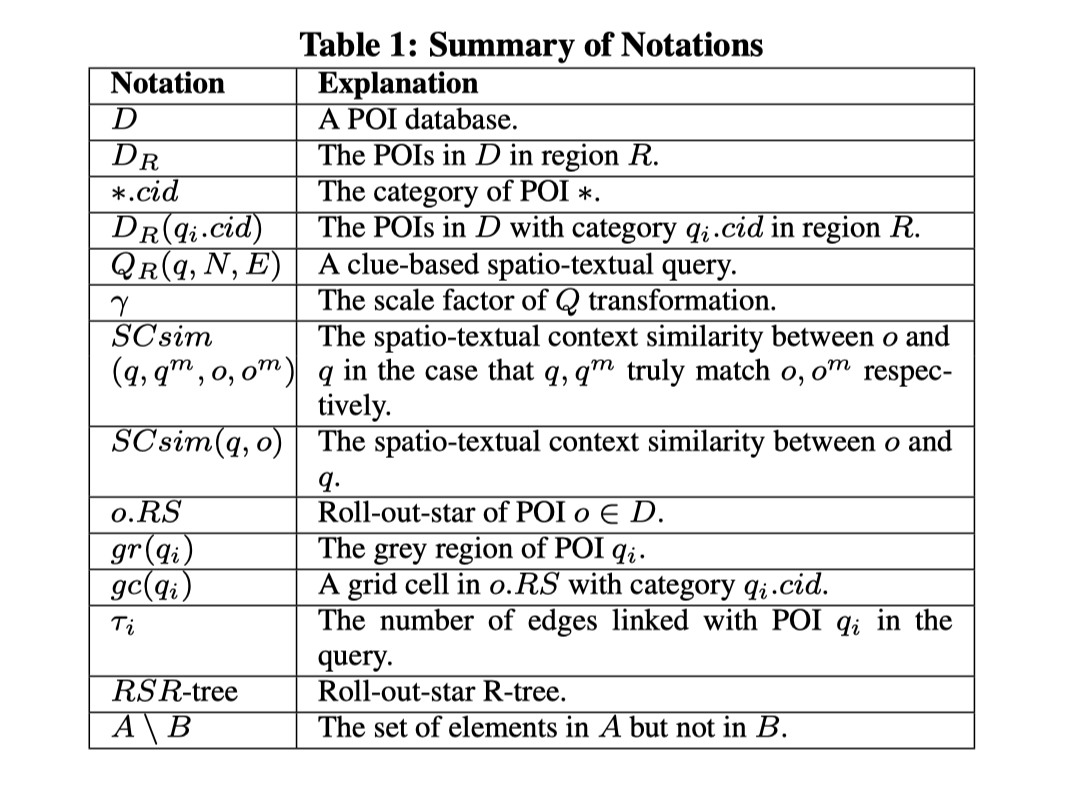 Table 1: Summary of Notations
Notation Explanation
D A POI database.
D_R The POIs in D in region R.
∗.cid The category of POI ∗.
D_R(q_i.cid) The POIs in D with category q_i.cid in region R.
Q_R(q, N, E) A clue-based spatio-textual query.
γ The scale factor of Q transformation.
SCsim The spatio-textual context similarity between o and
(q, q^m, o, o^m) q in the case that q, q^m truly match o, o^m respec-
tively.
SCsim(q, o) The spatio-textual context similarity between o and
q.
o.RS Roll-out-star of POI o ∈ D.
gr(q_i) The grey region of POI q_i.
gc(q_i) A grid cell in o.RS with category q_i.cid.
τ_i The number of edges linked with POI q_i in the
query.
RSR-tree Roll-out-star R-tree.
A \ B The set of elements in A but not in B.